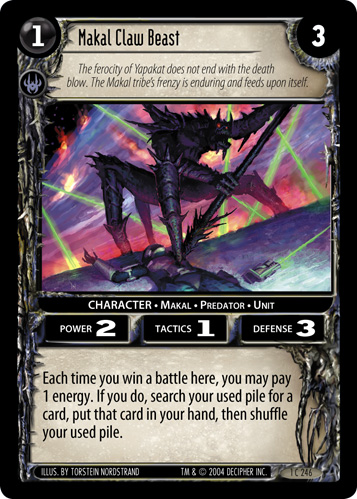 1 Makal Claw Beast 3
The ferocity of Yapakat does not end with the death
blow. The Makal tribe's frenzy is enduring and feeds upon itself.
CHARACTER • MAKAL • PREDATOR • UNIT
POWER 2 TACTICS 1 DEFENSE 3
Each time you win a battle here, you may pay
1 energy. If you do, search your used pile for a
card, put that card in your hand, then shuffle
your used pile.
ILLUS. BY TORSTEIN NORDSTRAND TM & © 2004 DECIPHER INC. 1 C 246